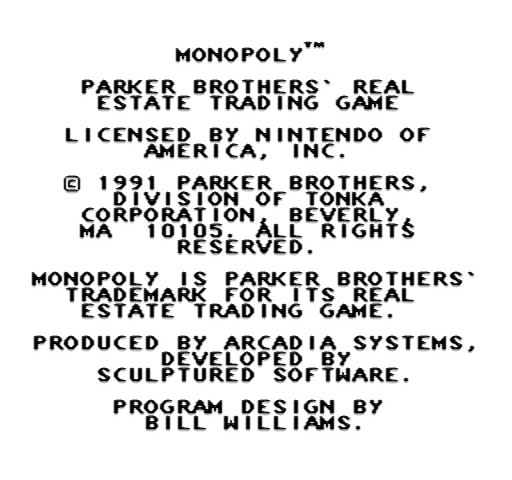 MONOPOLY™
PARKER BROTHERS` REAL
ESTATE TRADING GAME
LICENSED BY NINTENDO OF
AMERICA, INC.
© 1991 PARKER BROTHERS,
DIVISION OF TONKA
CORPORATION, BEVERLY,
MA  10105. ALL RIGHTS
RESERVED.
MONOPOLY IS PARKER BROTHERS`
TRADEMARK FOR ITS REAL
ESTATE TRADING GAME.
PRODUCED BY ARCADIA SYSTEMS,
DEVELOPED BY
SCULPTURED SOFTWARE.
PROGRAM DESIGN BY
BILL WILLIAMS.